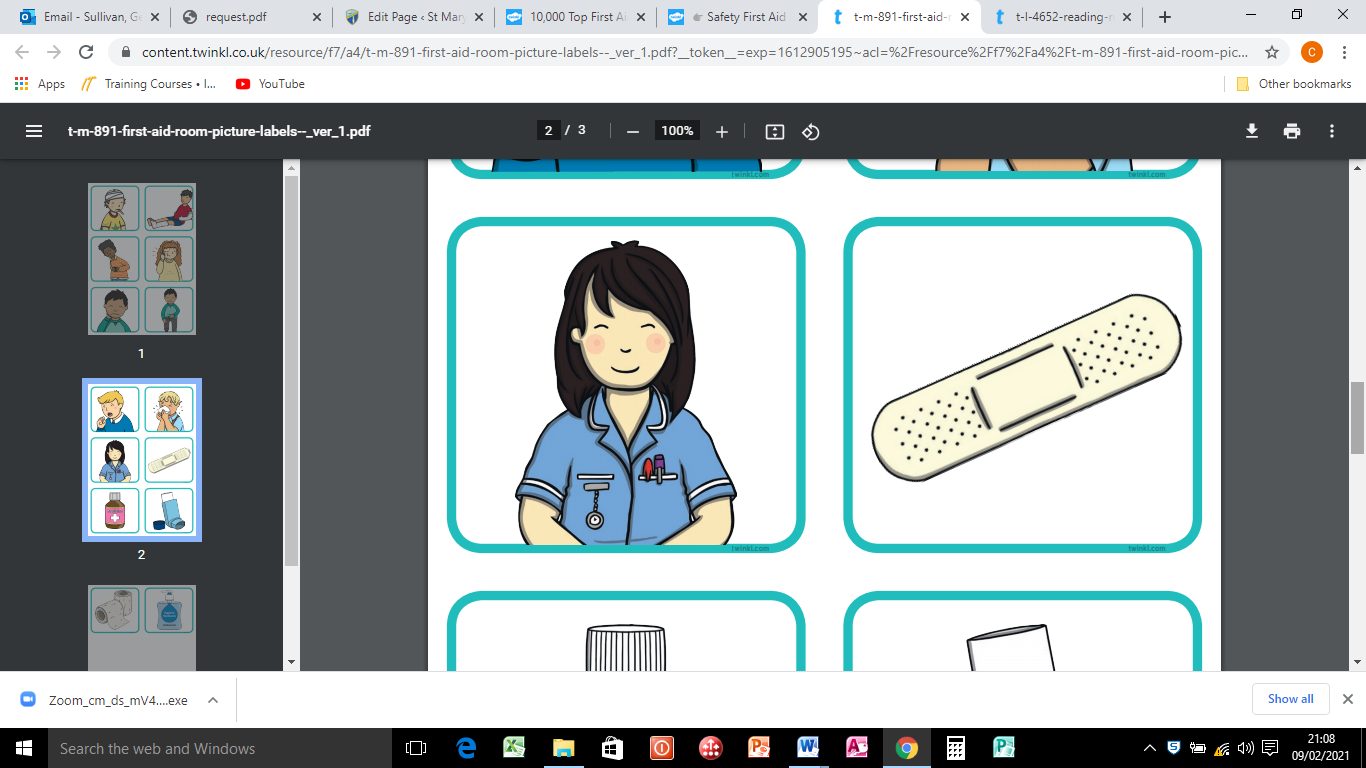 Email - Sullivan, Ge
request.pdf
Edit Page ‹ St Mary
10,000 Top First Ai
Safety First Aid
t-m-891-first-aid-r
t-l-4652-reading-r
content.twinkl.co.uk/resource/f7/a4/t-m-891-first-aid-room-picture-labels--_ver_1.pdf?__token__=exp=1612905195~acl=%2Fresource%2Ff7%2Fa4%2Ft-m-891-first-aid-room-pic...
C
Apps
Training Courses • I...
YouTube
Other bookmarks
t-m-891-first-aid-room-picture-labels--_ver_1.pdf
2 / 3
100%
twinkl.com
twinkl.com
1
2
twinkl.com
twinkl.com
Zoom_cm_ds_mV4....exe
Show all
Search the web and Windows
21:08
09/02/2021